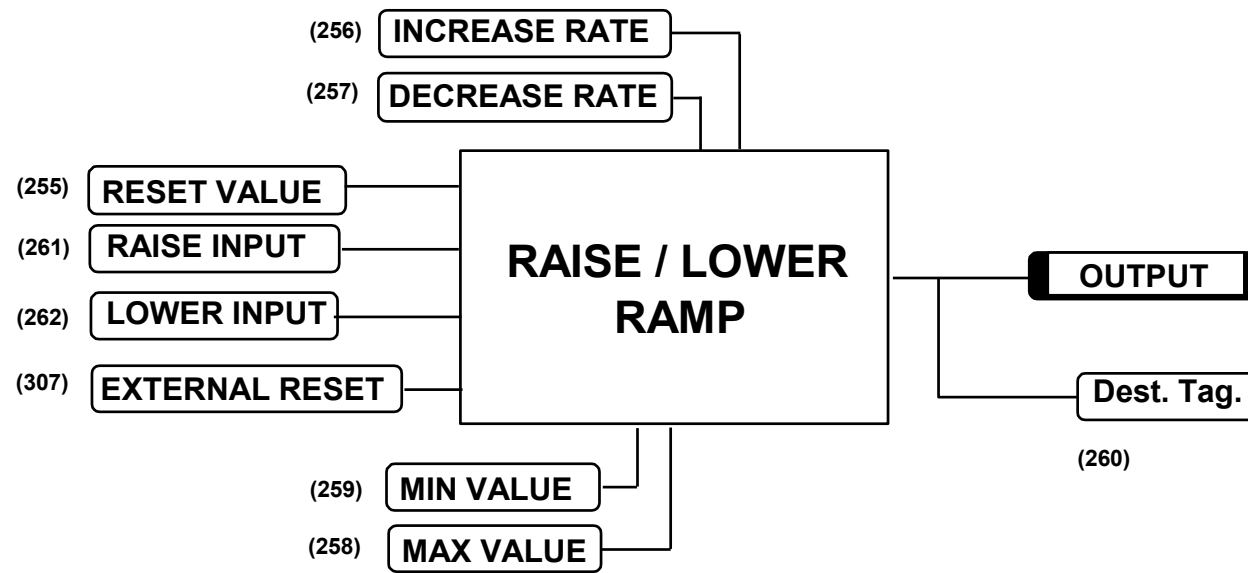 (256) INCREASE RATE
(257) DECREASE RATE
(255) RESET VALUE
(261) RAISE INPUT
(262) LOWER INPUT
(307) EXTERNAL RESET
RAISE / LOWER
RAMP
OUTPUT
Dest. Tag.
(260)
(259) MIN VALUE
(258) MAX VALUE